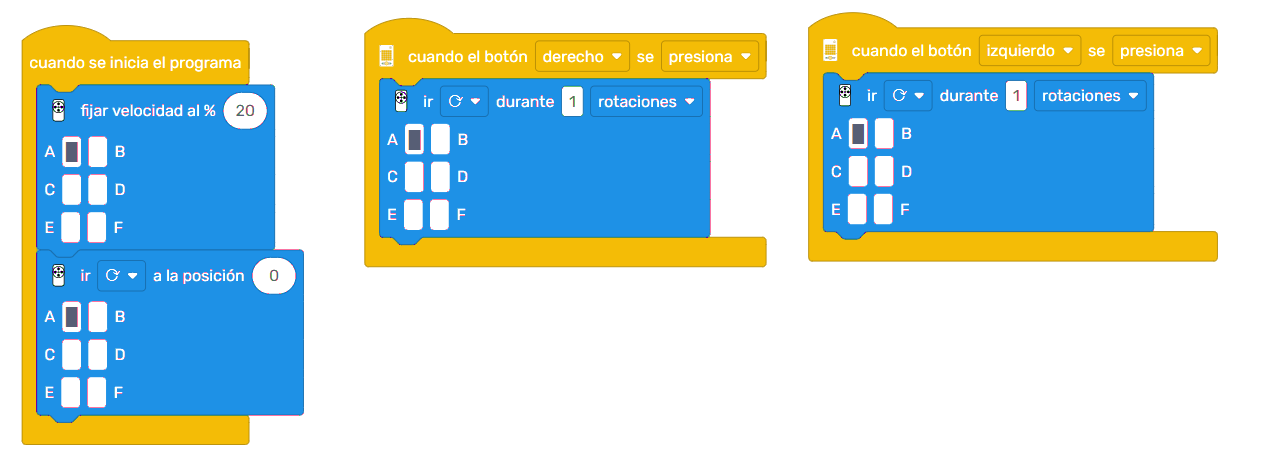 cuando se inicia el programa
fijar velocidad al % 20
A B
C D
E F
ir a la posición 0
A B
C D
E F
cuando el botón derecho se presiona
ir durante 1 rotaciones
A B
C D
E F
cuando el botón izquierdo se presiona
ir durante 1 rotaciones
A B
C D
E F